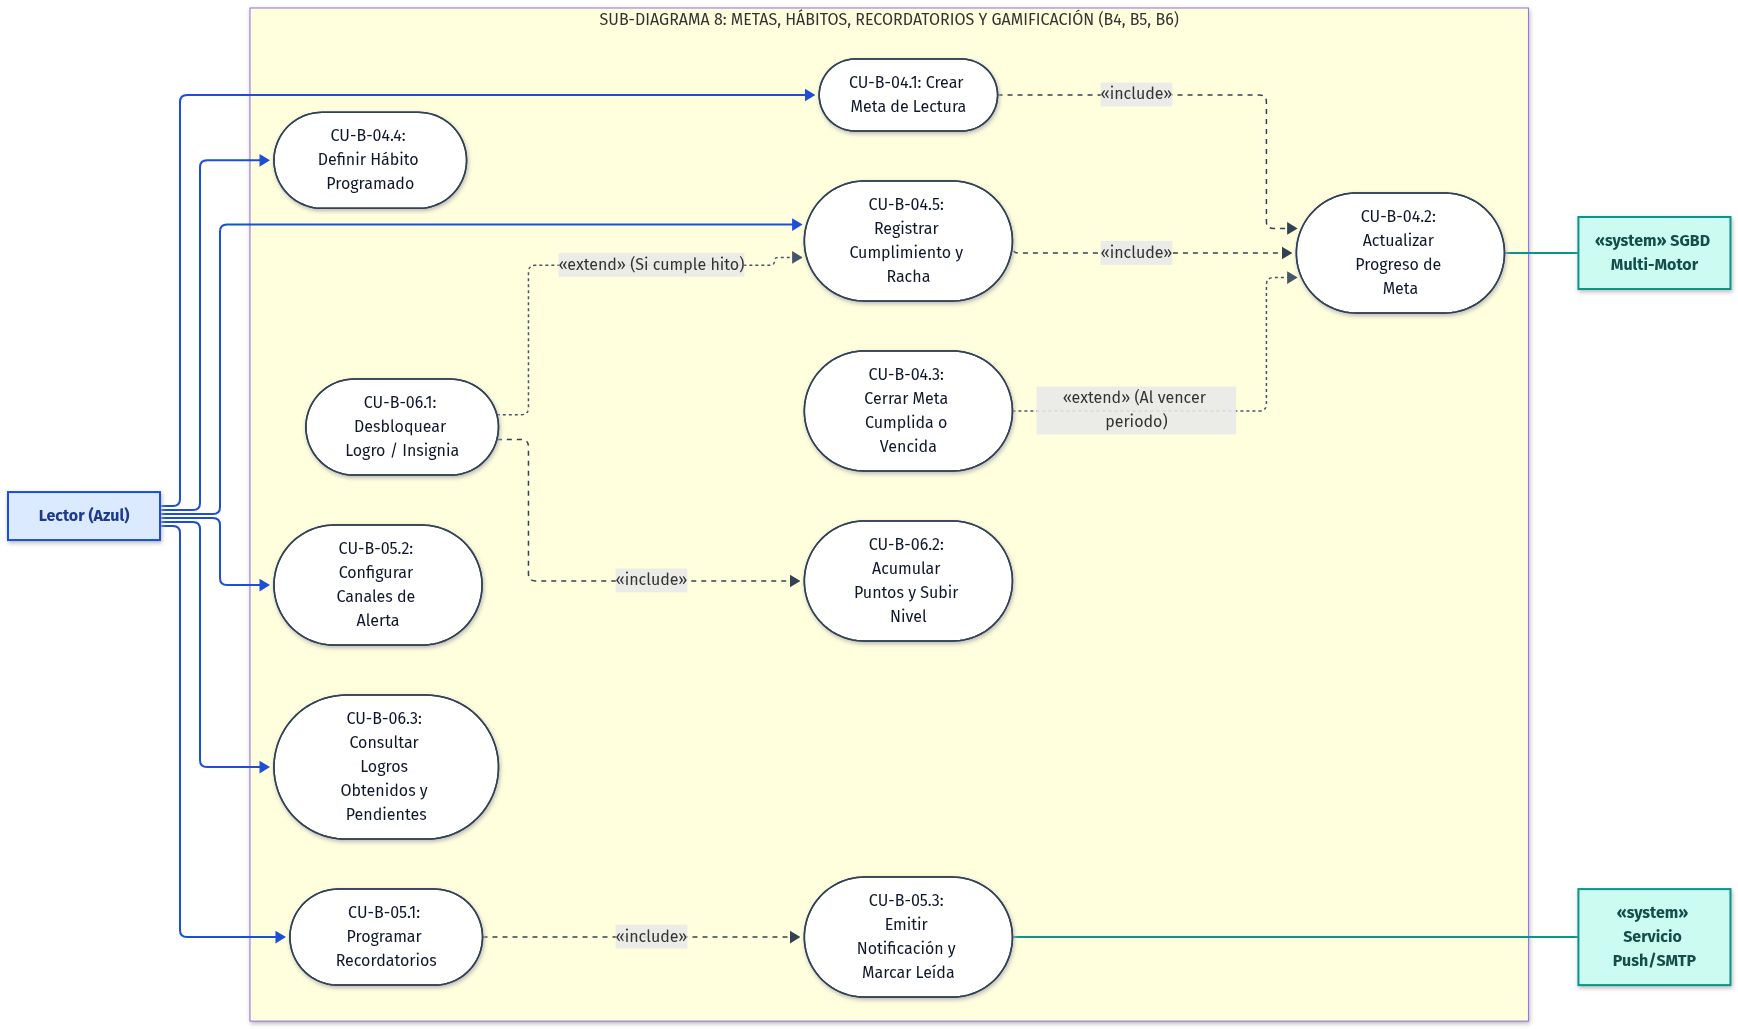 SUB-DIAGRAMA 8: METAS, HÁBITOS, RECORDATORIOS Y GAMIFICACIÓN (B4, B5, B6)
CU-B-04.1: Crear
Meta de Lectura
«include»
CU-B-04.4:
Definir Hábito
Programado
CU-B-04.5:
Registrar
Cumplimiento y
Racha
«include»
CU-B-04.2:
Actualizar
Progreso de
Meta
«system» SGBD
Multi-Motor
«extend» (Si cumple hito)
CU-B-06.1:
Desbloquear
Logro / Insignia
CU-B-04.3:
Cerrar Meta
Cumplida o
Vencida
«extend» (Al vencer
periodo)
Lector (Azul)
CU-B-05.2:
Configurar
Canales de
Alerta
«include»
CU-B-06.2:
Acumular
Puntos y Subir
Nivel
CU-B-06.3:
Consultar
Logros
Obtenidos y
Pendientes
CU-B-05.1:
Programar
Recordatorios
«include»
CU-B-05.3:
Emitir
Notificación y
Marcar Leída
«system»
Servicio
Push/SMTP